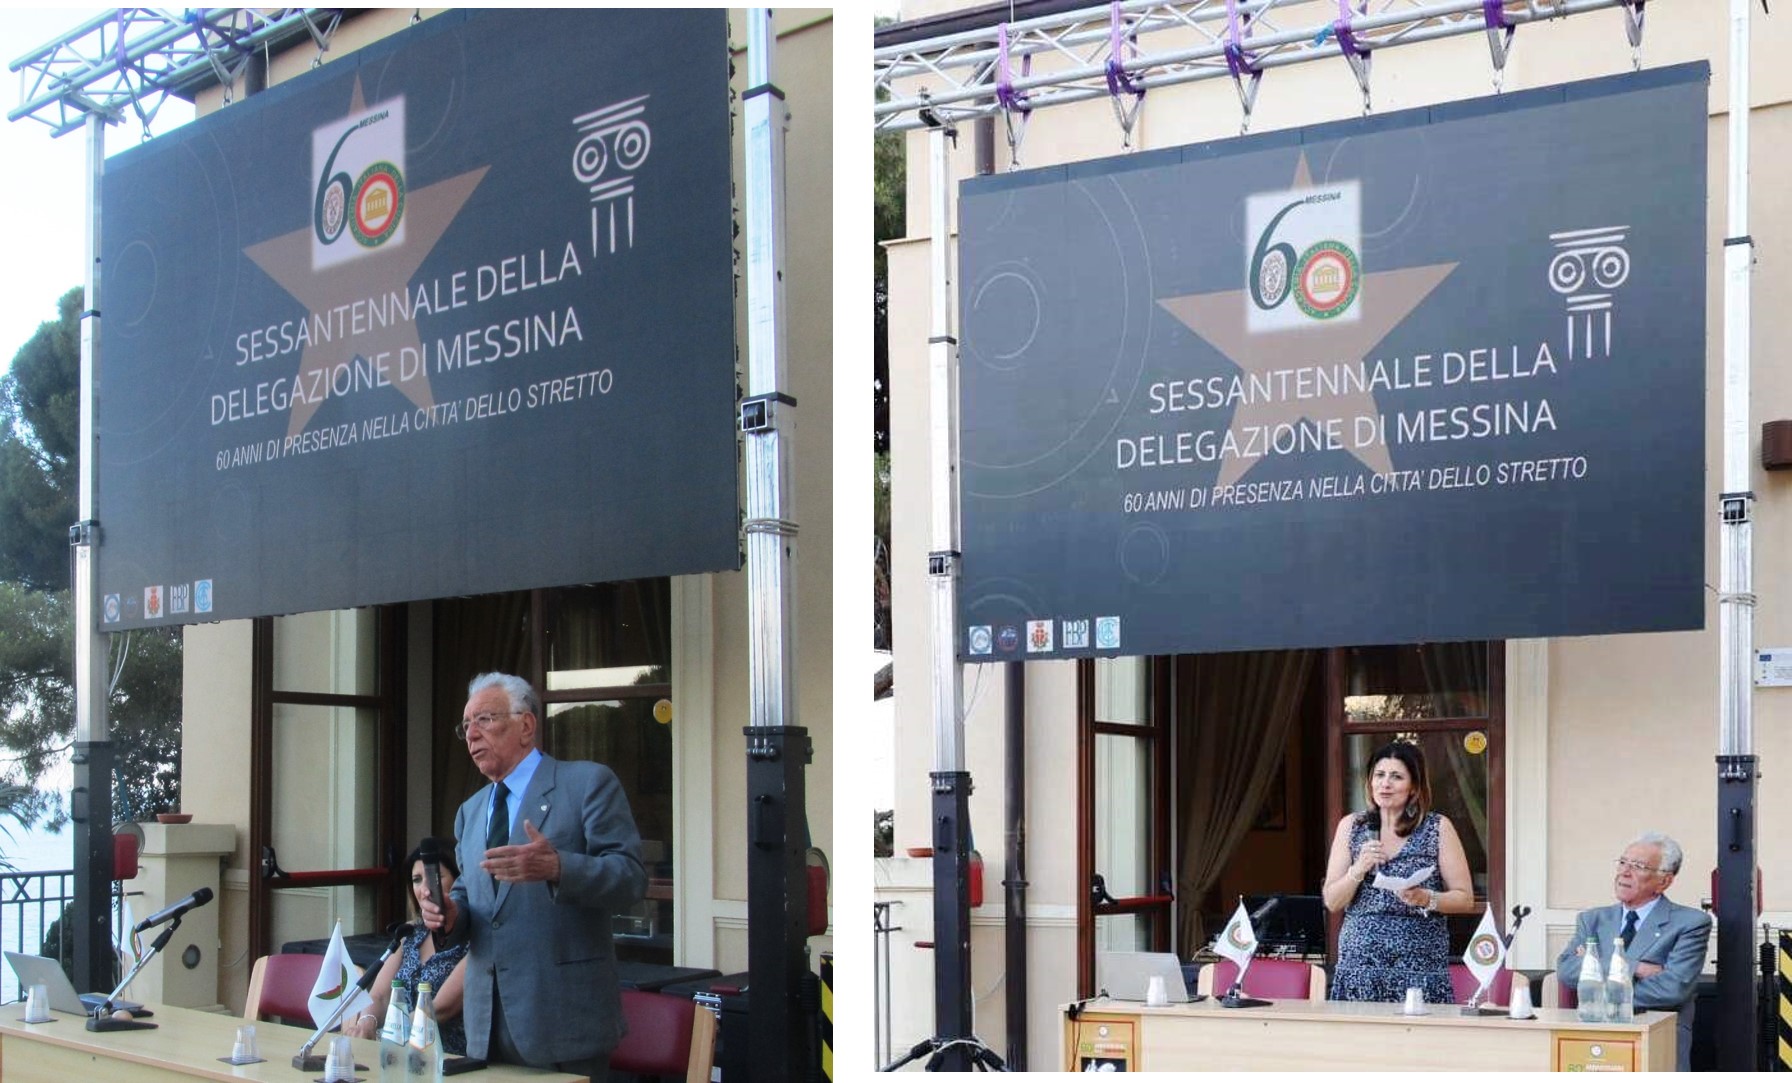 MESSINA
60
SESSANTENNALE DELLA
DELEGAZIONE DI MESSINA
60 ANNI DI PRESENZA NELLA CITTA' DELLO STRETTO
MESSINA
60
SESSANTENNALE DELLA
DELEGAZIONE DI MESSINA
60 ANNI DI PRESENZA NELLA CITTA' DELLO STRETTO